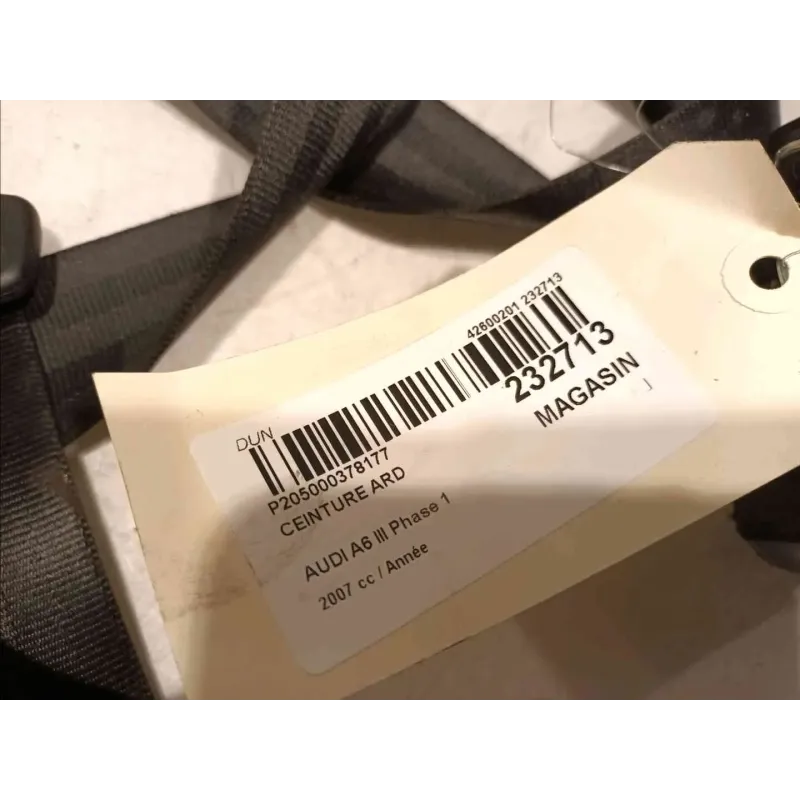 42600201 232713
DUN
232713
P205000378177
MAGASIN
CEINTURE ARD
AUDI A6 III Phase 1
2007 cc / Année